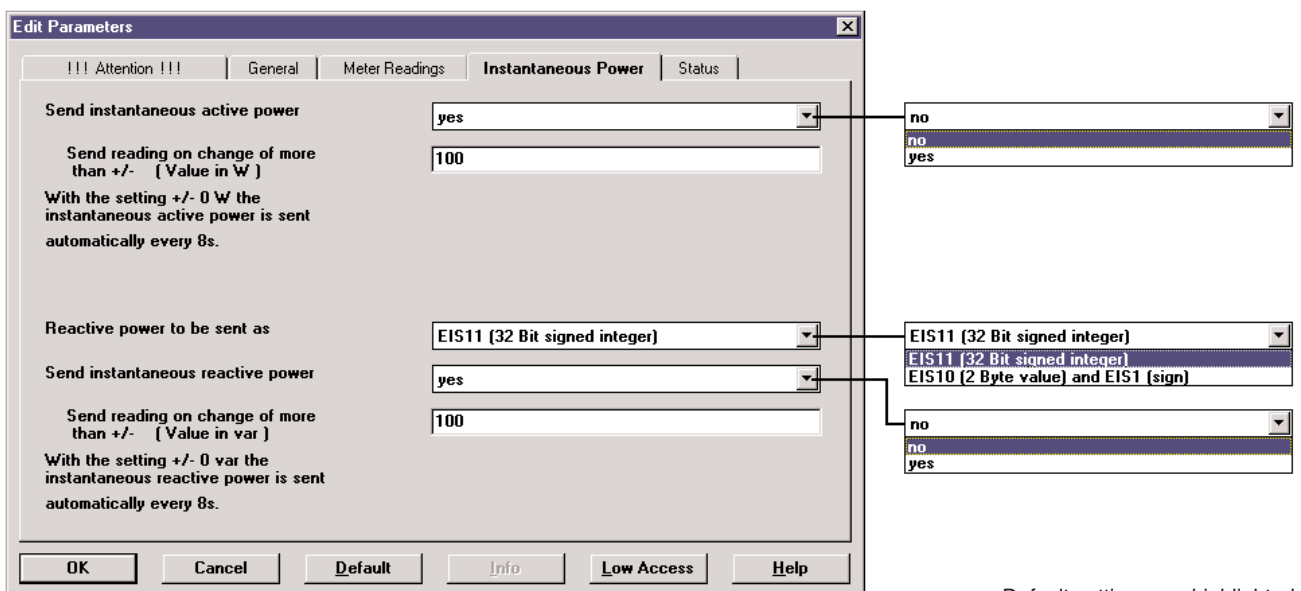 Edit Parameters
!!! Attention !!!
General
Meter Readings
Instantaneous Power
Status
Send instantaneous active power
yes
no
no
yes
Send reading on change of more
than +/-    ( Value in W )
100
With the setting +/- 0 W the
instantaneous active power is sent
automatically every 8s.
Reactive power to be sent as
EIS11 (32 Bit signed integer)
EIS11 (32 Bit signed integer)
EIS11 (32 Bit signed integer)
EIS10 (2 Byte value) and EIS1 (sign)
Send instantaneous reactive power
yes
no
no
yes
Send reading on change of more
than +/-    ( Value in var )
100
With the setting +/- 0 var the
instantaneous reactive power is sent
automatically every 8s.
OK
Cancel
Default
Info
Low Access
Help